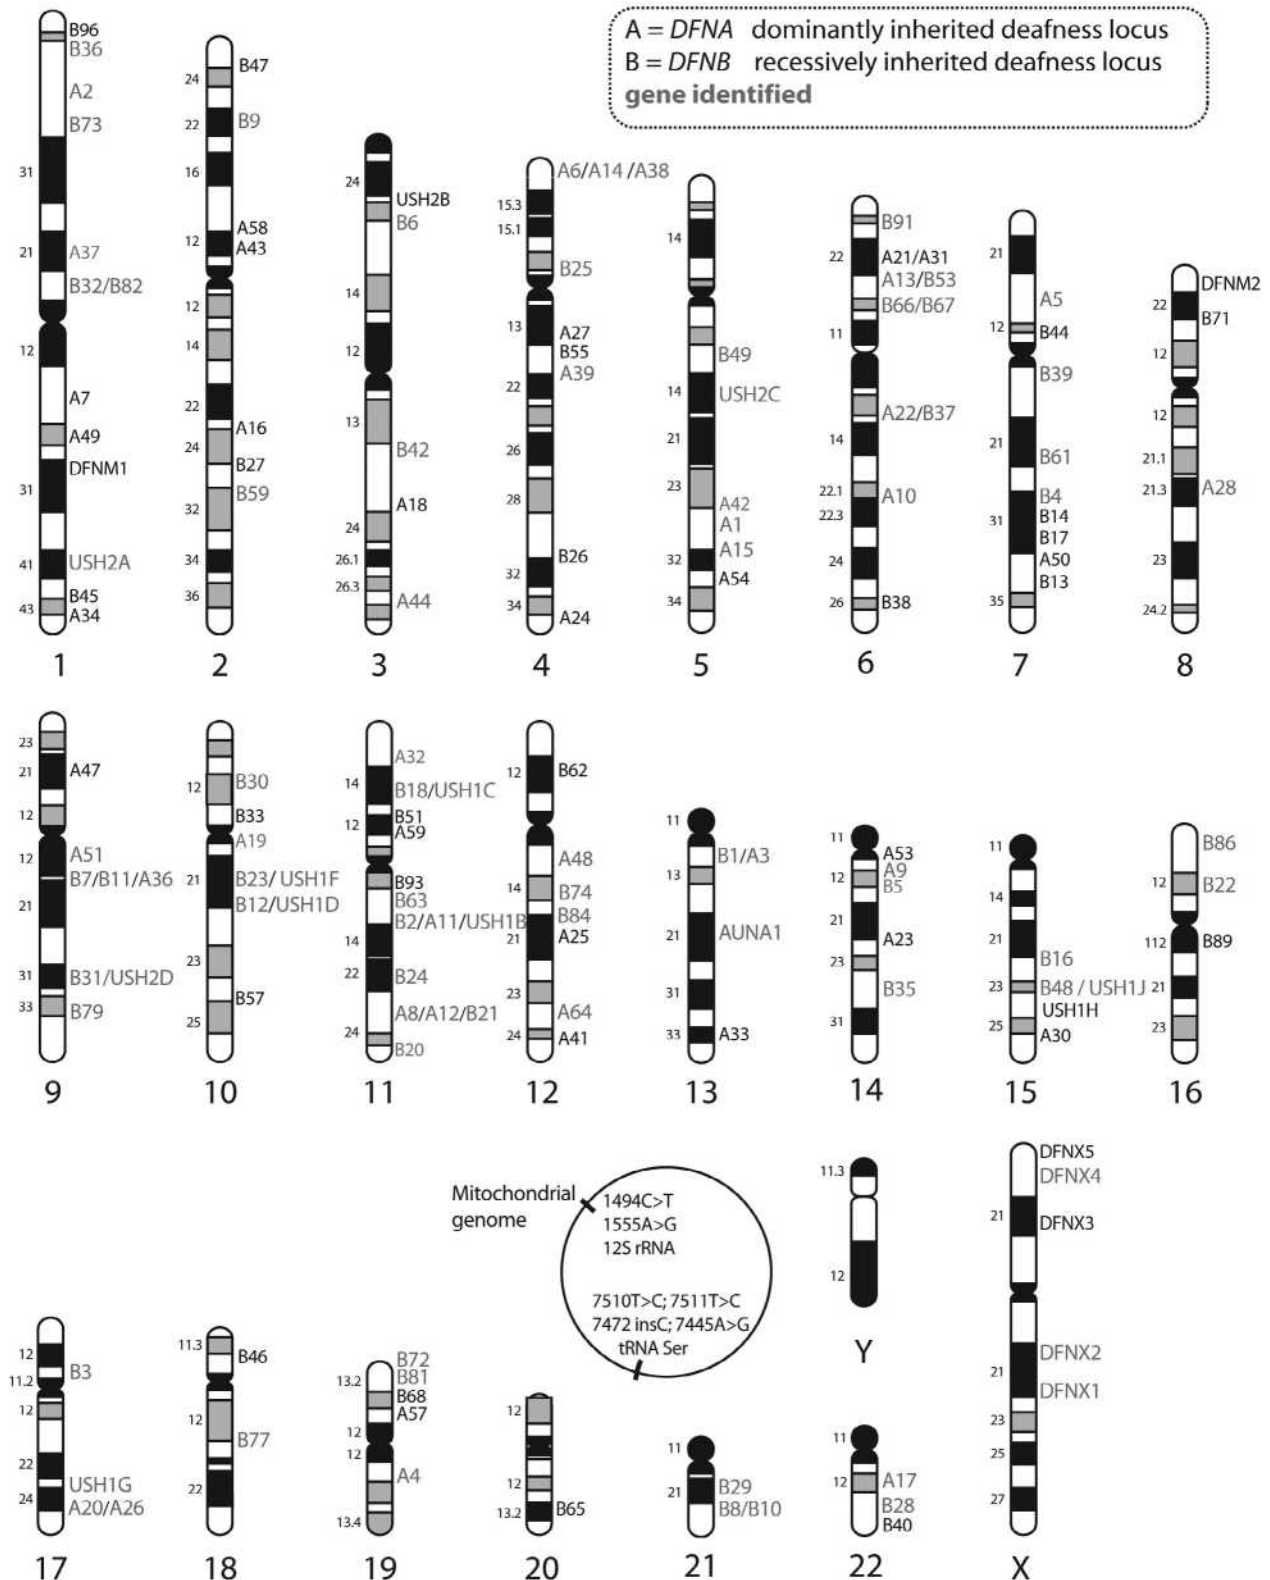 A = DFNA dominantly inherited deafness locus
B = DFNB recessively inherited deafness locus
gene identified
B96
B36
A2
B73
31
21
A37
B32/B82
12
A7
A49
DFNM1
31
41
USH2A
B45
43
A34
1
B47
24
22
B9
16
A58
12
A43
12
14
22
A16
24
B27
B59
32
34
36
2
24
USH2B
B6
14
12
13
B42
A18
24
26.1
26.3
A44
3
A6/A14 /A38
15.3
15.1
B25
13
A27
B55
A39
22
26
28
B26
32
34
A24
4
14
B49
14
USH2C
21
23
A42
A1
A15
32
A54
34
5
B91
22
A21/A31
A13/B53
B66/B67
11
A22/B37
14
22.1
A10
22.3
24
26
B38
6
21
A5
12
B44
B39
21
B61
B4
31
B14
B17
A50
B13
35
7
DFNM2
22
B71
12
12
21.1
21.3
A28
23
24.2
8
23
21
A47
12
12
A51
B7/B11/A36
21
31
B31/USH2D
33
B79
9
12
B30
B33
A19
21
B23/ USH1F
B12/USH1D
23
B57
25
10
A32
14
B18/USH1C
B51
12
A59
B93
B63
B2/A11/USH1B
14
22
B24
A8/A12/B21
24
B20
11
12
B62
A48
14
B74
B84
21
A25
23
A64
24
A41
12
11
B1/A3
13
21
AUNA1
31
33
A33
13
11
A53
A9
12
B5
21
A23
23
B35
31
14
11
14
21
B16
23
B48 / USH1J
USH1H
25
A30
15
B86
12
B22
112
B89
21
23
16
12
B3
11.2
12
22
USH1G
24
A20/A26
17
11.3
B46
12
B77
22
18
B72
13.2
B81
B68
A57
12
12
A4
13.4
19
Mitochondrial
genome
1494C>T
1555A>G
12S rRNA
7510T>C; 7511T>C
7472 insC; 7445A>G
tRNA Ser
12
12
13.2
B65
20
11
21
B29
B8/B10
21
11.3
12
Y
11
12
A17
B28
B40
22
DFNX5
DFNX4
21
DFNX3
DFNX2
21
DFNX1
23
25
27
X